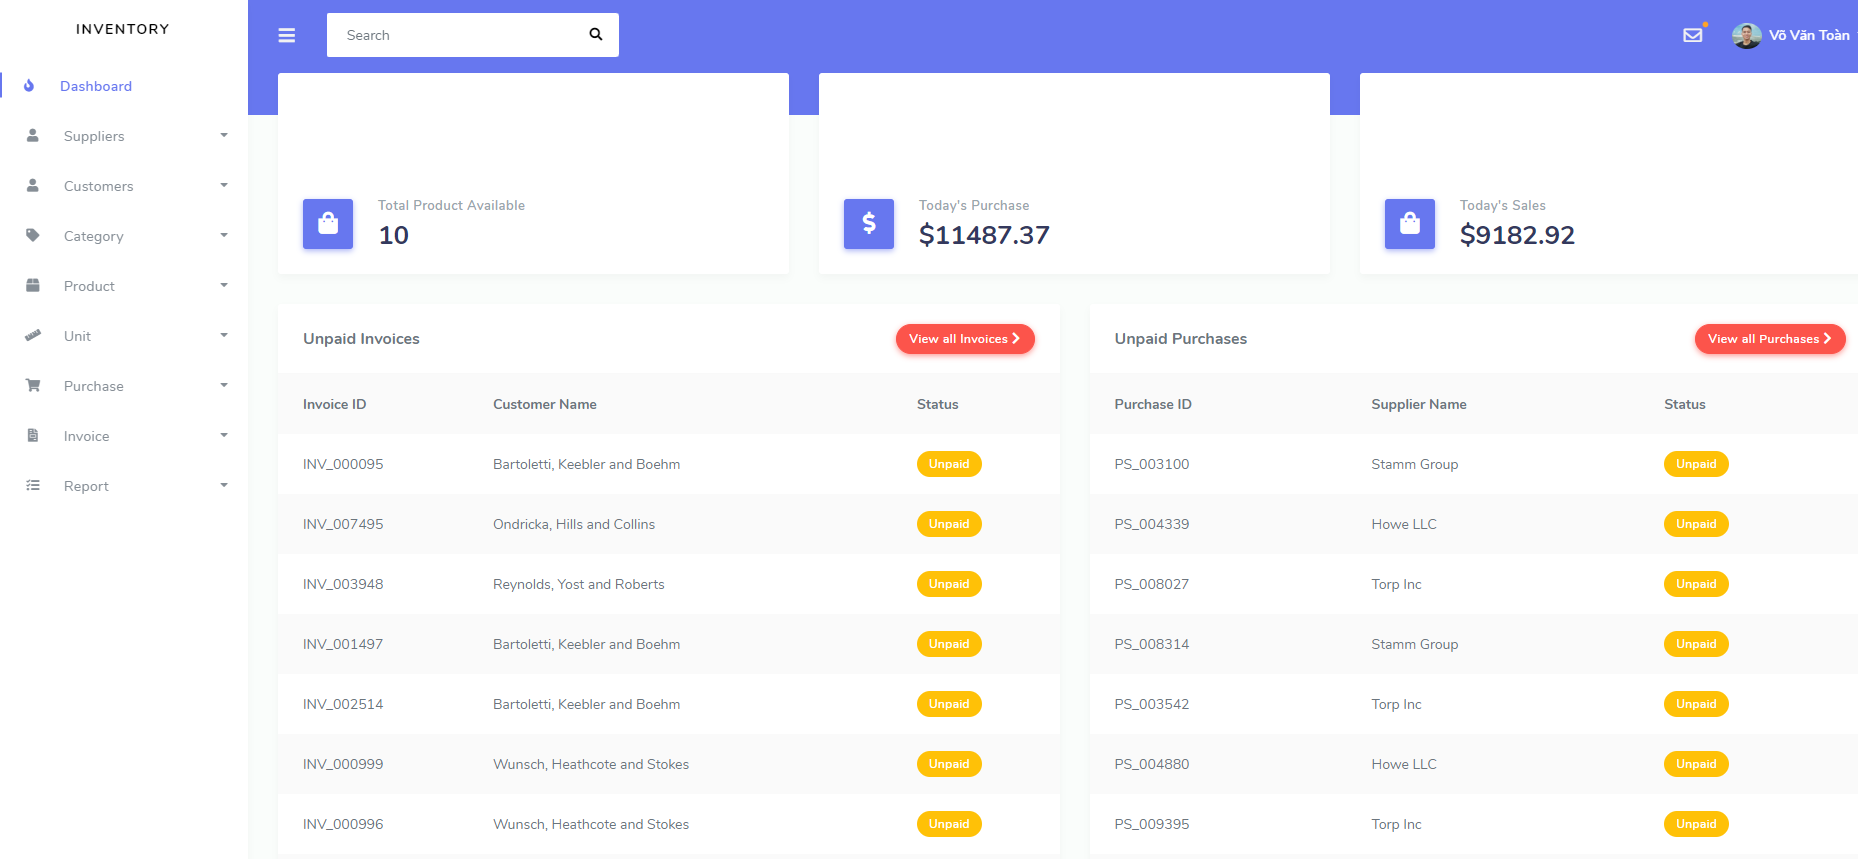 INVENTORY
Search
Võ Văn Toàn
Dashboard
Suppliers
Customers
Category
Product
Unit
Purchase
Invoice
Report
Total Product Available
10
Today's Purchase
$11487.37
Today's Sales
$9182.92
Unpaid Invoices
View all Invoices
Invoice ID Customer Name Status
INV_000095 Bartoletti, Keebler and Boehm Unpaid
INV_007495 Ondricka, Hills and Collins Unpaid
INV_003948 Reynolds, Yost and Roberts Unpaid
INV_001497 Bartoletti, Keebler and Boehm Unpaid
INV_002514 Bartoletti, Keebler and Boehm Unpaid
INV_000999 Wunsch, Heathcote and Stokes Unpaid
INV_000996 Wunsch, Heathcote and Stokes Unpaid
Unpaid Purchases
View all Purchases
Purchase ID Supplier Name Status
PS_003100 Stamm Group Unpaid
PS_004339 Howe LLC Unpaid
PS_008027 Torp Inc Unpaid
PS_008314 Stamm Group Unpaid
PS_003542 Torp Inc Unpaid
PS_004880 Howe LLC Unpaid
PS_009395 Torp Inc Unpaid